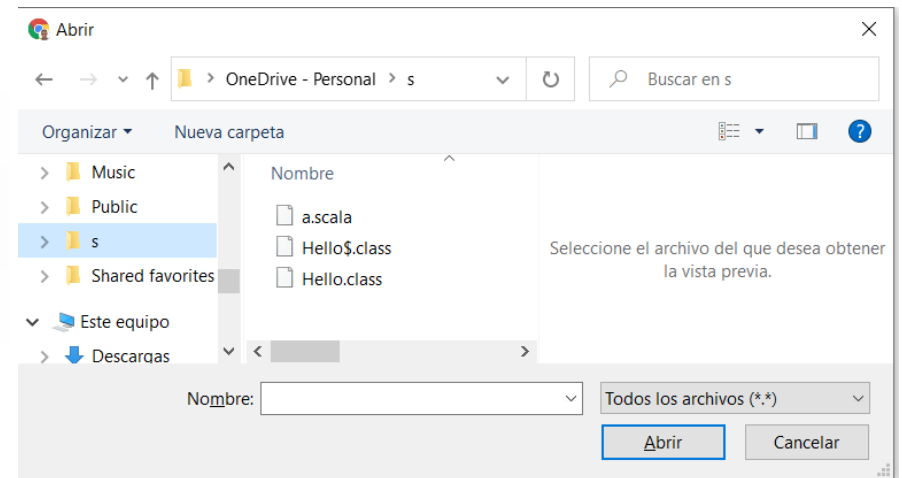 Abrir
OneDrive - Personal > s
Buscar en s
Organizar
Nueva carpeta
Music
Public
s
Shared favorites
Este equipo
Descargas
Nombre
a.scala
Hello$.class
Hello.class
Seleccione el archivo del que desea obtener
la vista previa.
Nombre:
Todos los archivos (*.*)
Abrir
Cancelar